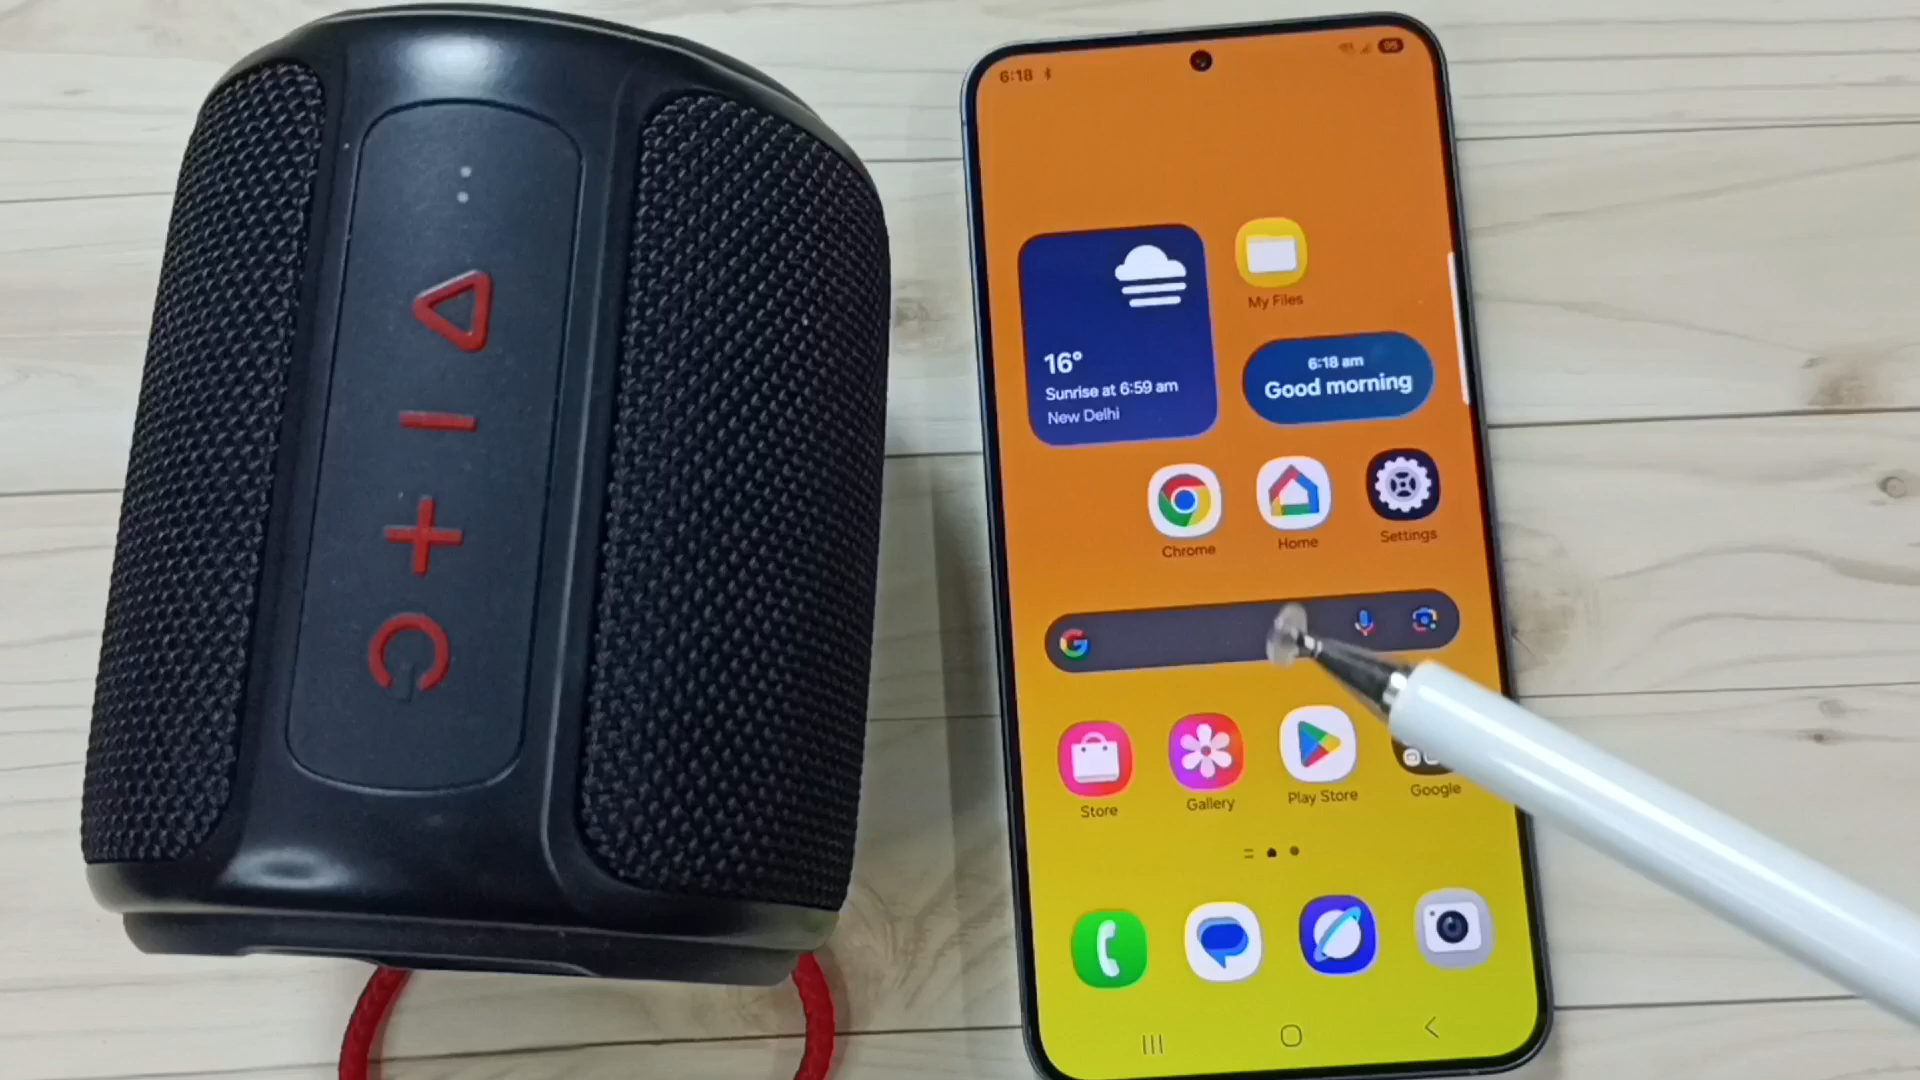 6:18
95
My Files
16°
Sunrise at 6:59 am
New Delhi
6:18 am
Good morning
Chrome
Home
Settings
Store
Gallery
Play Store
Google